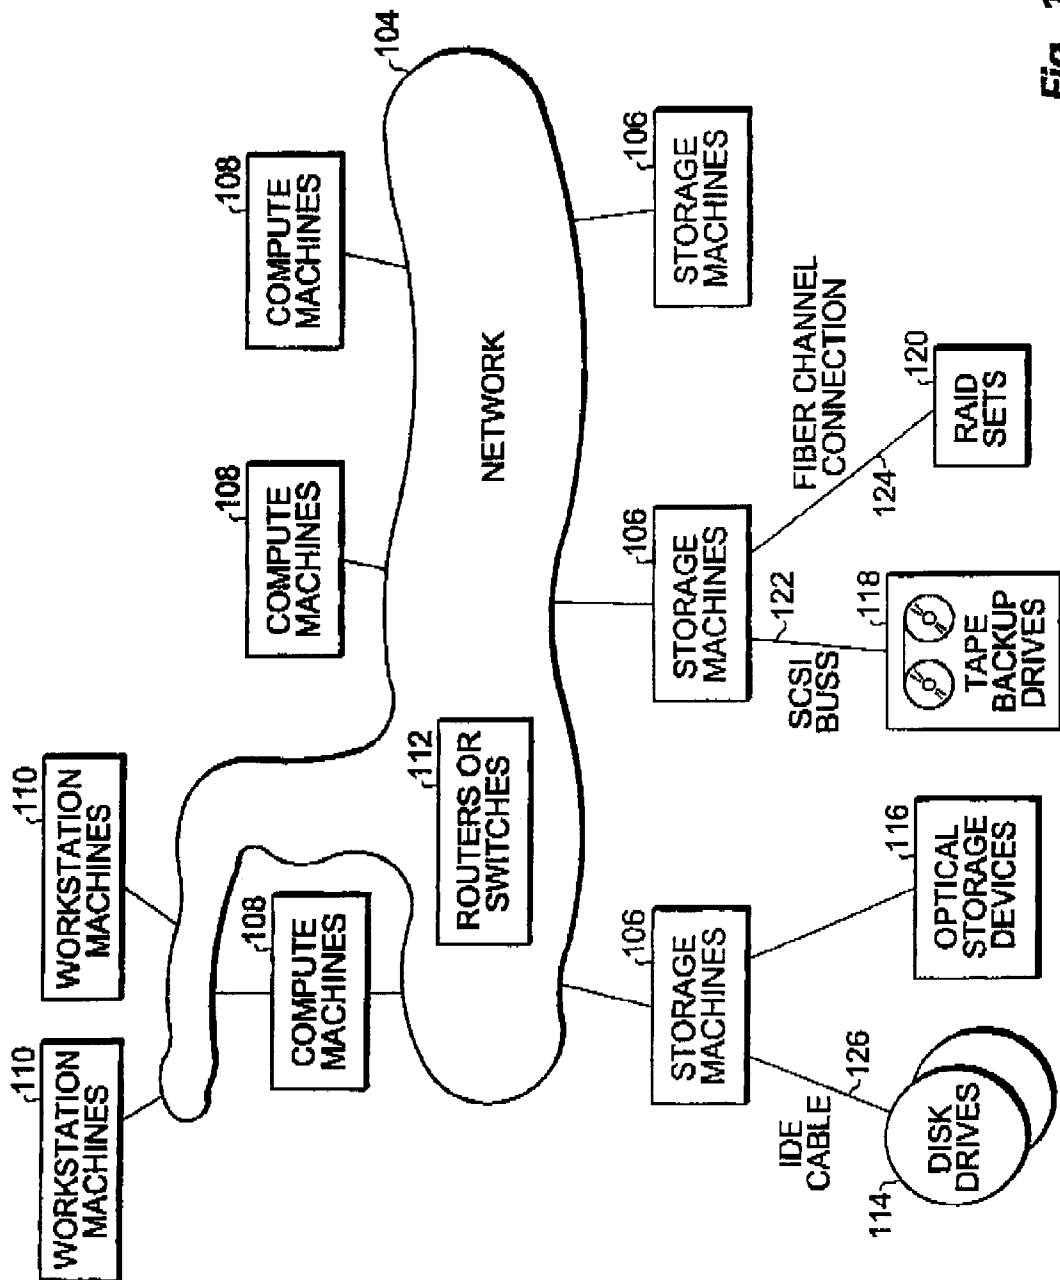 110
WORKSTATION
MACHINES
110
WORKSTATION
MACHINES
108
COMPUTE
MACHINES
108
COMPUTE
MACHINES
108
COMPUTE
MACHINES
104
112
ROUTERS OR
SWITCHES
NETWORK
106
STORAGE
MACHINES
106
STORAGE
MACHINES
106
STORAGE
MACHINES
IDE
CABLE
126
SCSI
BUSS
122
FIBER CHANNEL
CONNECTION
124
114
DISK
DRIVES
116
OPTICAL
STORAGE
DEVICES
118
TAPE
BACKUP
DRIVES
120
RAID
SETS
Fig. 1